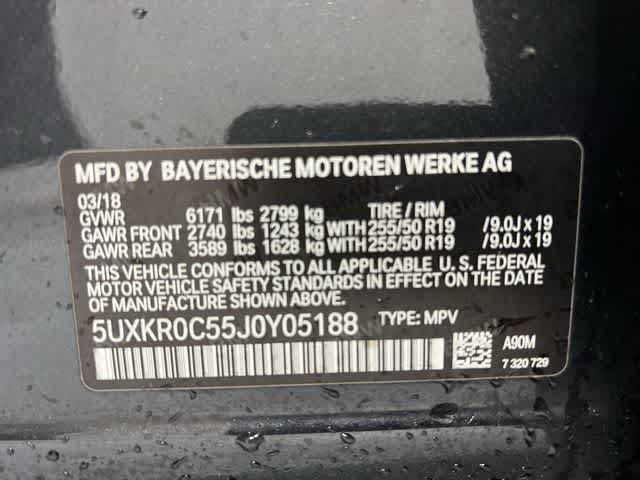 MFD BY BAYERISCHE MOTOREN WERKE AG
03/18
GVWR 6171 lbs 2799 kg TIRE / RIM
GAWR FRONT 2740 lbs 1243 kg WITH 255/50 R19 /9.0J x 19
GAWR REAR 3589 lbs 1628 kg WITH 255/50 R19 /9.0J x 19
THIS VEHICLE CONFORMS TO ALL APPLICABLE U. S. FEDERAL
MOTOR VEHICLE SAFETY STANDARDS IN EFFECT ON THE DATE
OF MANUFACTURE SHOWN ABOVE.
5UXKR0C55J0Y05188 TYPE: MPV
A90M
7 320 729